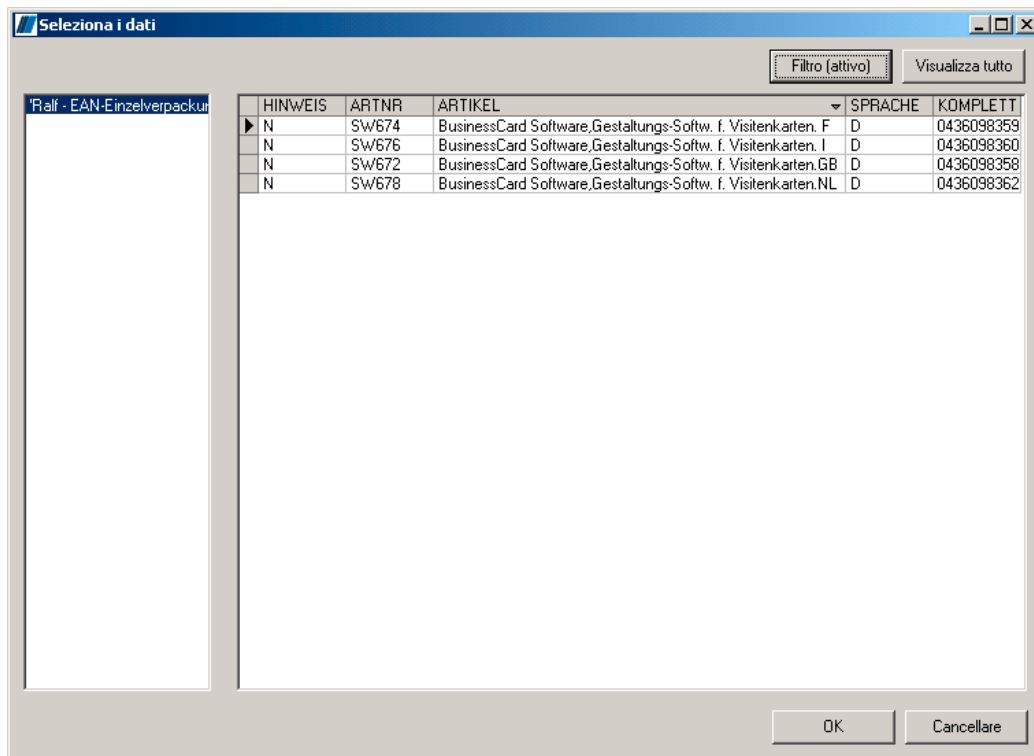 Seleziona i dati
Filtro (attivo) Visualizza tutto
'Ralf - EAN-Einzelverpackur
HINWEIS ARTNR ARTIKEL SPRACHE KOMPLETT
N SW674 BusinessCard Software,Gestaltungs-Softw. f. Visitenkarten. F D 0436098359
N SW676 BusinessCard Software,Gestaltungs-Softw. f. Visitenkarten. I D 0436098360
N SW672 BusinessCard Software,Gestaltungs-Softw. f. Visitenkarten.GB D 0436098358
N SW678 BusinessCard Software,Gestaltungs-Softw. f. Visitenkarten.NL D 0436098362
OK Cancellare